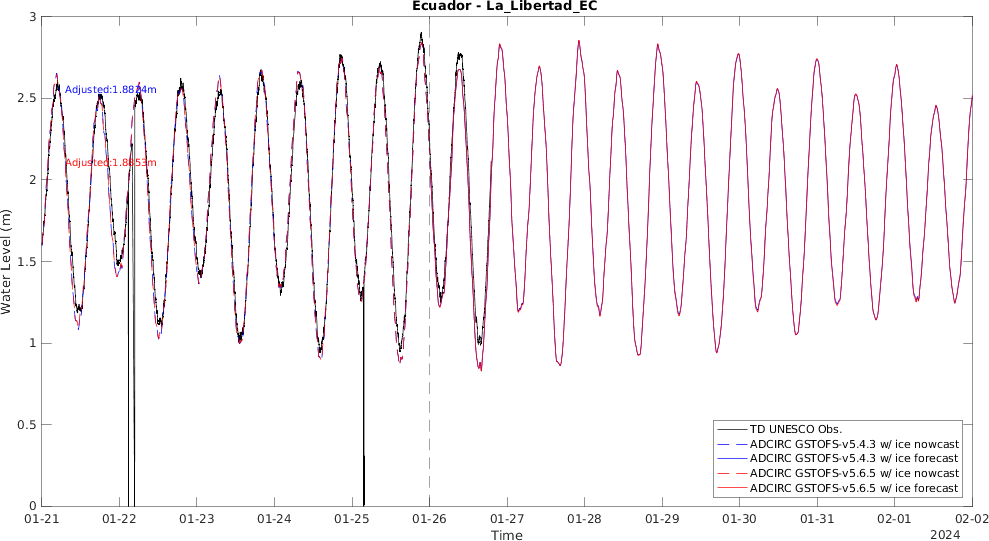 Ecuador - La_Libertad_EC
3
2.5
2
1.5
1
0.5
0
Water Level (m)
Adjusted:1.8824m
Adjusted:1.8853m
TD UNESCO Obs.
ADCIRC GSTOFS-v5.4.3 w/ ice nowcast
ADCIRC GSTOFS-v5.4.3 w/ ice forecast
ADCIRC GSTOFS-v5.6.5 w/ ice nowcast
ADCIRC GSTOFS-v5.6.5 w/ ice forecast
01-21 01-22 01-23 01-24 01-25 01-26 01-27 01-28 01-29 01-30 01-31 02-01 02-02
Time
2024